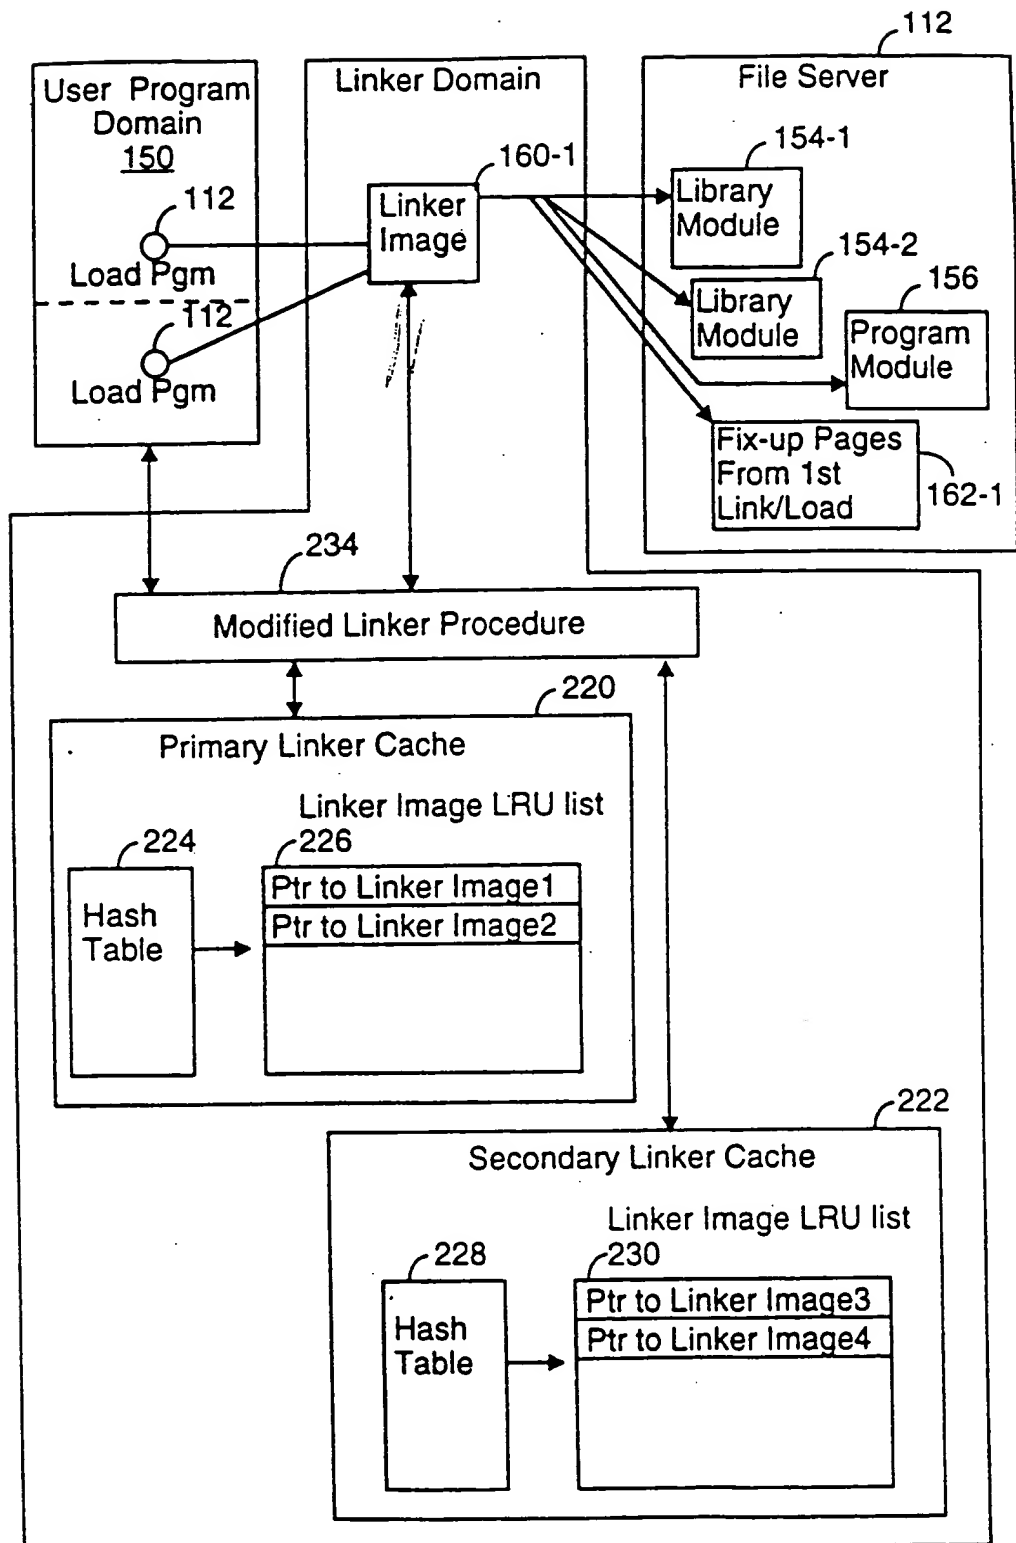 112
User Program
Domain
150
Linker Domain
File Server
160-1
154-1
Linker
Image
Library
Module
112
Load Pgm
154-2
156
Library
Module
Program
Module
112
Load Pgm
Fix-up Pages
From 1st
Link/Load
162-1
234
Modified Linker Procedure
220
Primary Linker Cache
Linker Image LRU list
224
226
Hash
Table
Ptr to Linker Image1
Ptr to Linker Image2
222
Secondary Linker Cache
Linker Image LRU list
228
230
Hash
Table
Ptr to Linker Image3
Ptr to Linker Image4